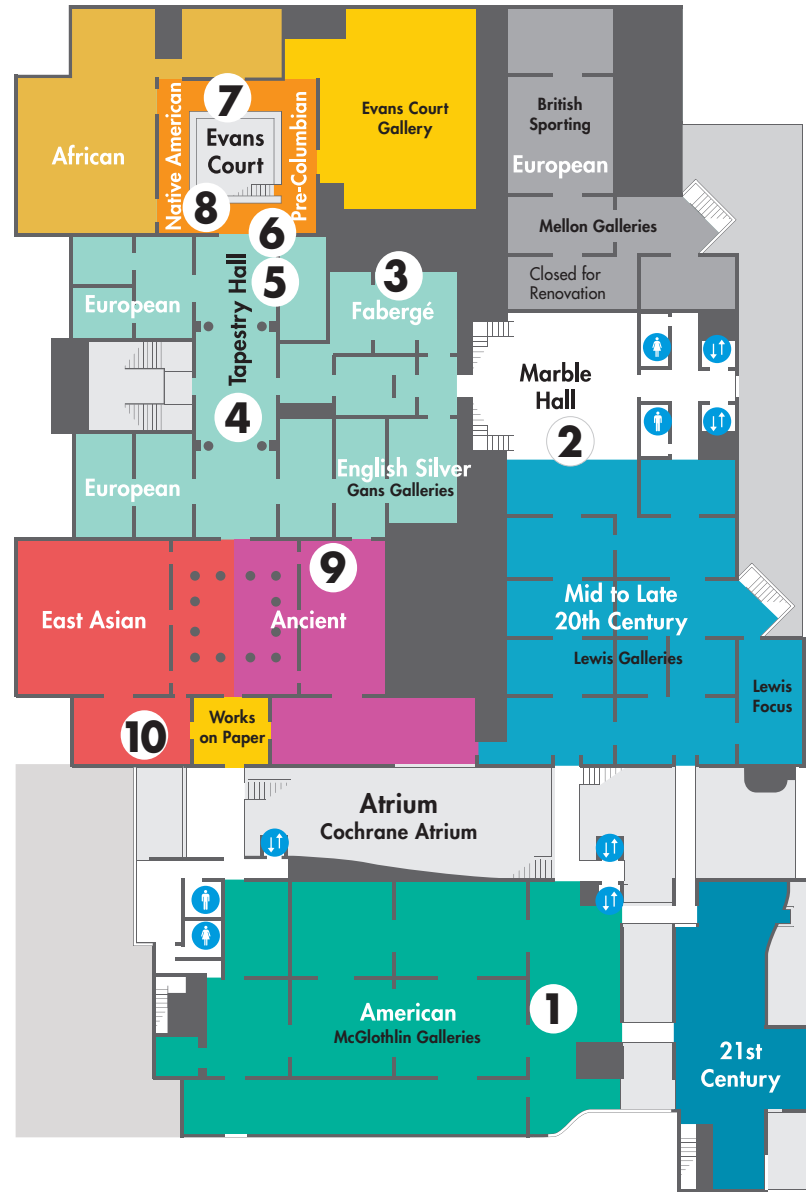 7
Native American
Evans
Court
Pre-Columbian
8
African
Evans Court
Gallery
British
Sporting
European
Mellon Galleries
Closed for
Renovation
6
5
Tapestry Hall
European
3
Fabergé
4
Marble
Hall
2
European
English Silver
Gans Galleries
9
East Asian
Ancient
Mid to Late
20th Century
Lewis Galleries
Lewis
Focus
10
Works
on Paper
Atrium
Cochrane Atrium
1
American
McGlothlin Galleries
21st
Century